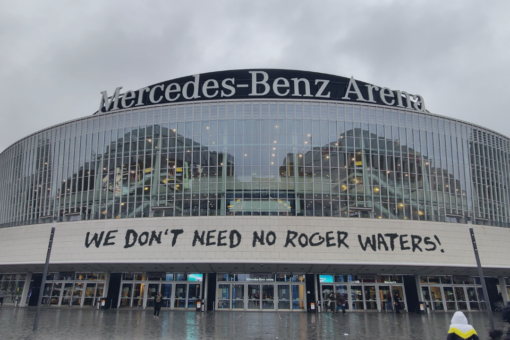 Mercedes-Benz Arena
WE DON'T NEED NO ROGER WATERS!